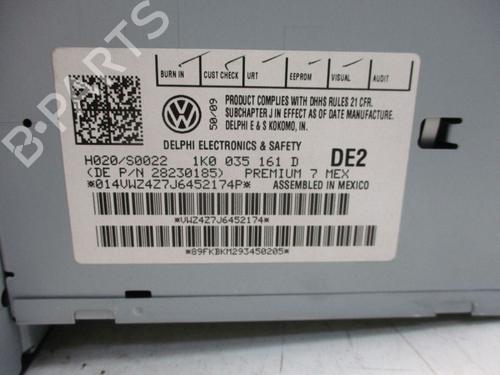 BURN IN CUST CHECK URT EEPROM VISUAL AUDIT
50/09
PRODUCT COMPLIES WITH DHHS RULES 21 CFR.
SUBCHAPTER J IN EFFECT AS OF DATE MANUFACTURE.
DELPHI E & S KOKOMO, IN.
DELPHI ELECTRONICS & SAFETY
H020/S0022 1K0 035 161 D DE2
(DE P/N 28230185) PREMIUM 7 MEX
*014VWZ4Z7J6452174P* ASSEMBLED IN MEXICO
*VWZ4Z7J6452174*
*89FKBKM293450205*
B-PARTS